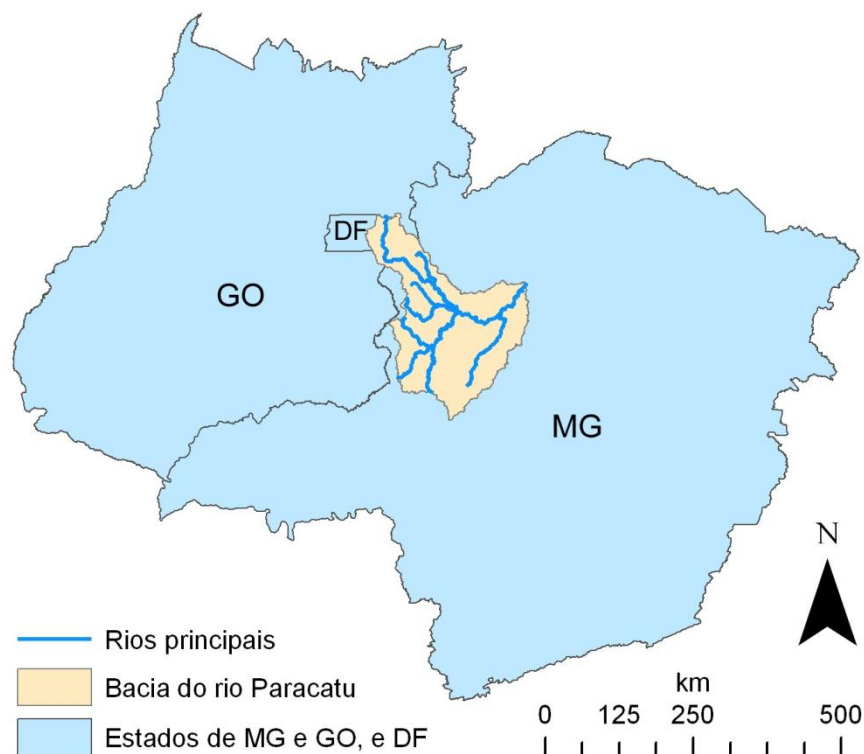 DF
GO
MG
N
Rios principais
Bacia do rio Paracatu
Estados de MG e GO, e DF
km
0 125 250 500